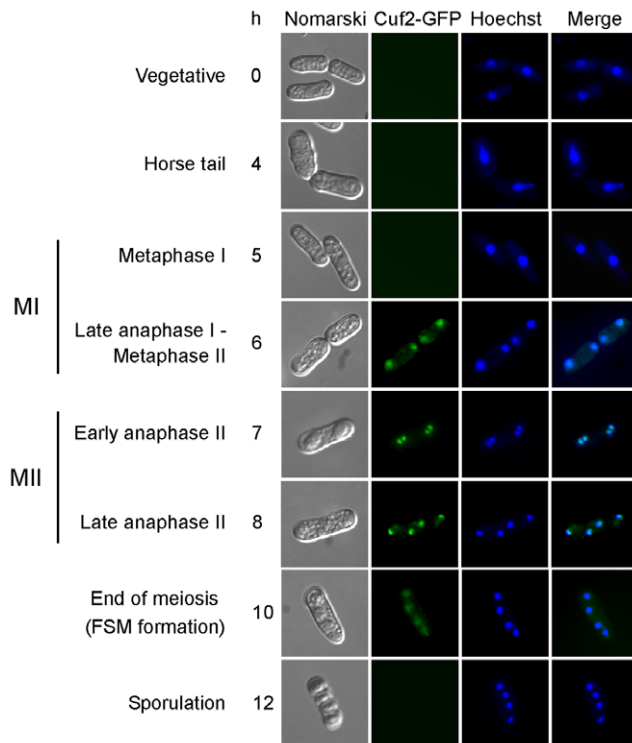 h Nomarski Cuf2-GFP Hoechst Merge
Vegetative 0
Horse tail 4
MI
Metaphase I 5
Late anaphase I -
Metaphase II 6
MII
Early anaphase II 7
Late anaphase II 8
End of meiosis
(FSM formation) 10
Sporulation 12